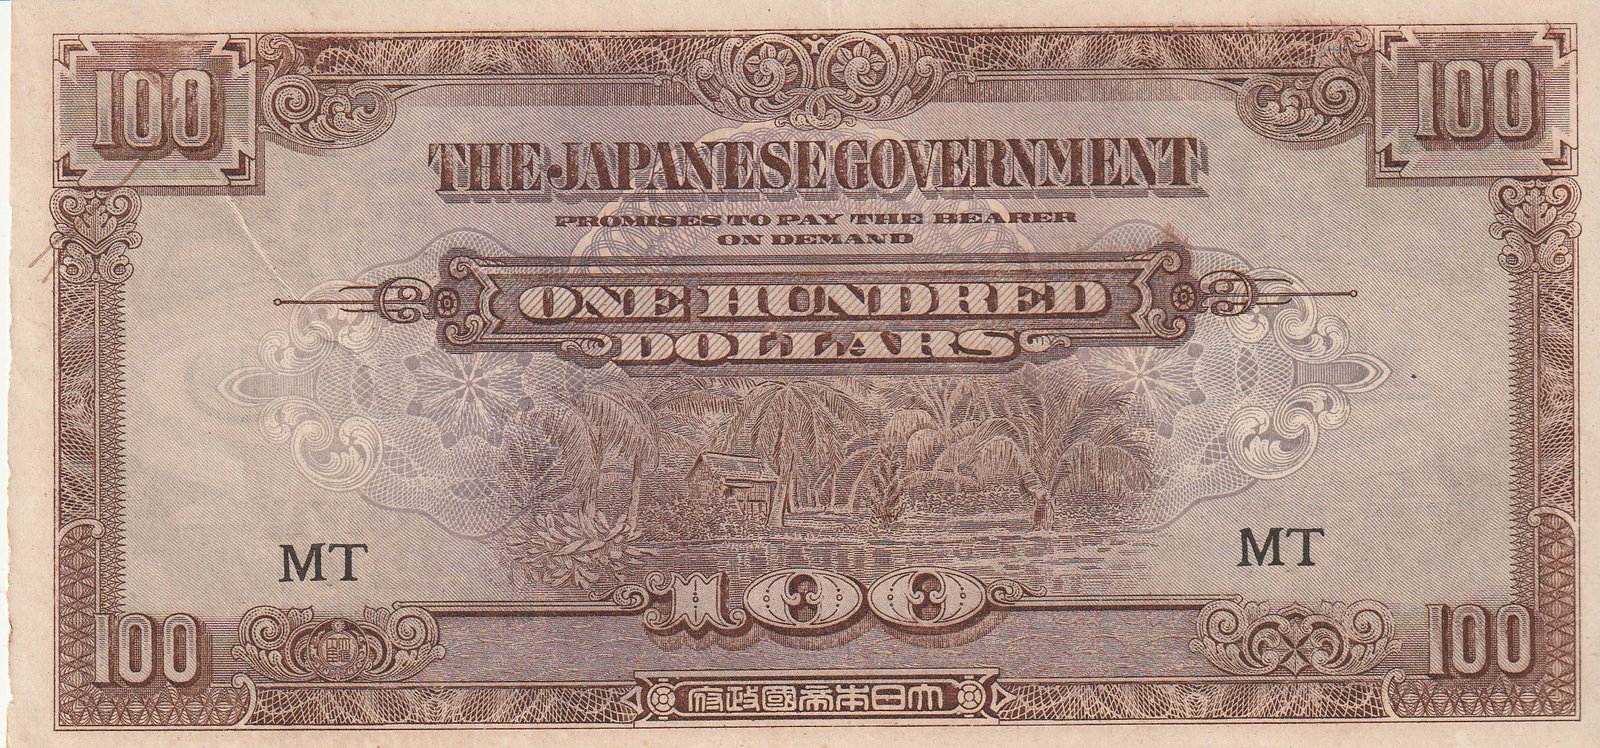 100 100
THE JAPANESE GOVERNMENT
PROMISES TO PAY THE BEARER
ON DEMAND
ONE HUNDRED
DOLLARS
MT MT
100
100 100
府政國帝本日大